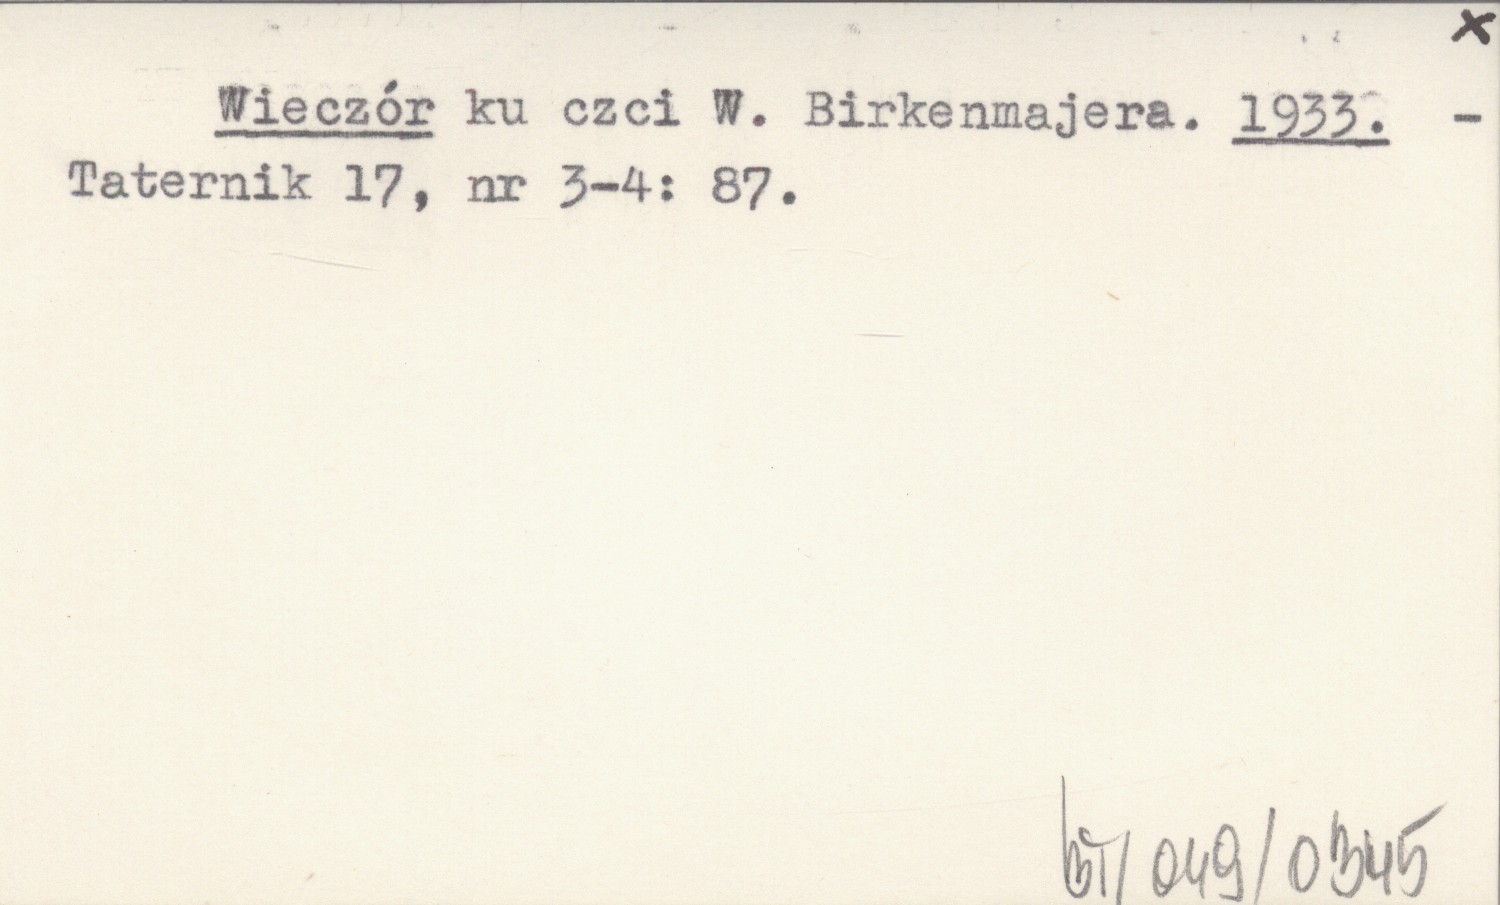 x
Wieczór ku czci W. Birkenmajera. 1933. -
Taternik 17, nr 3-4: 87.
bT/049/0345